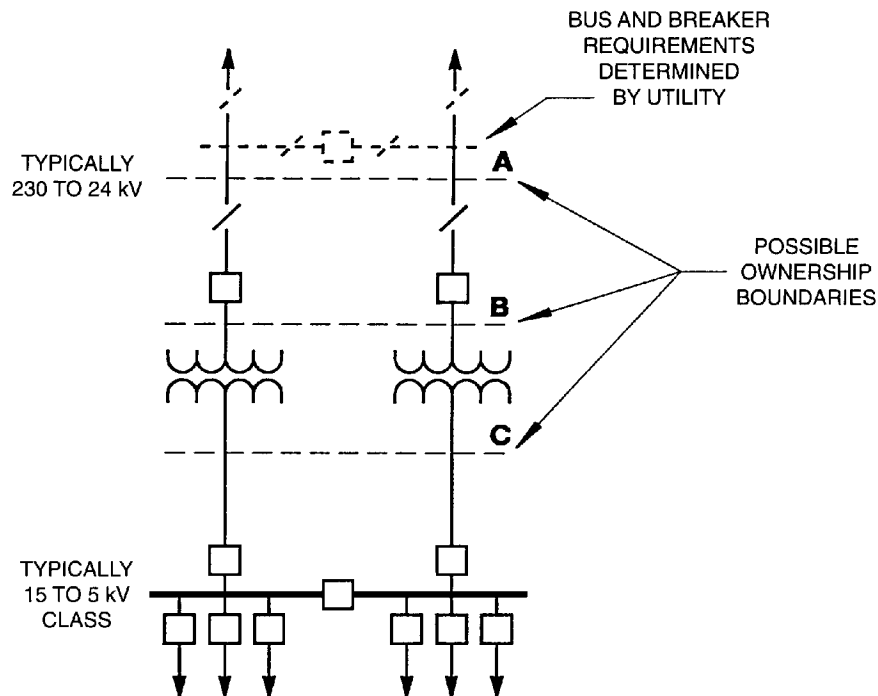 BUS AND BREAKER
REQUIREMENTS
DETERMINED
BY UTILITY
TYPICALLY
230 TO 24 kV
A
POSSIBLE
OWNERSHIP
BOUNDARIES
B
C
TYPICALLY
15 TO 5 kV
CLASS